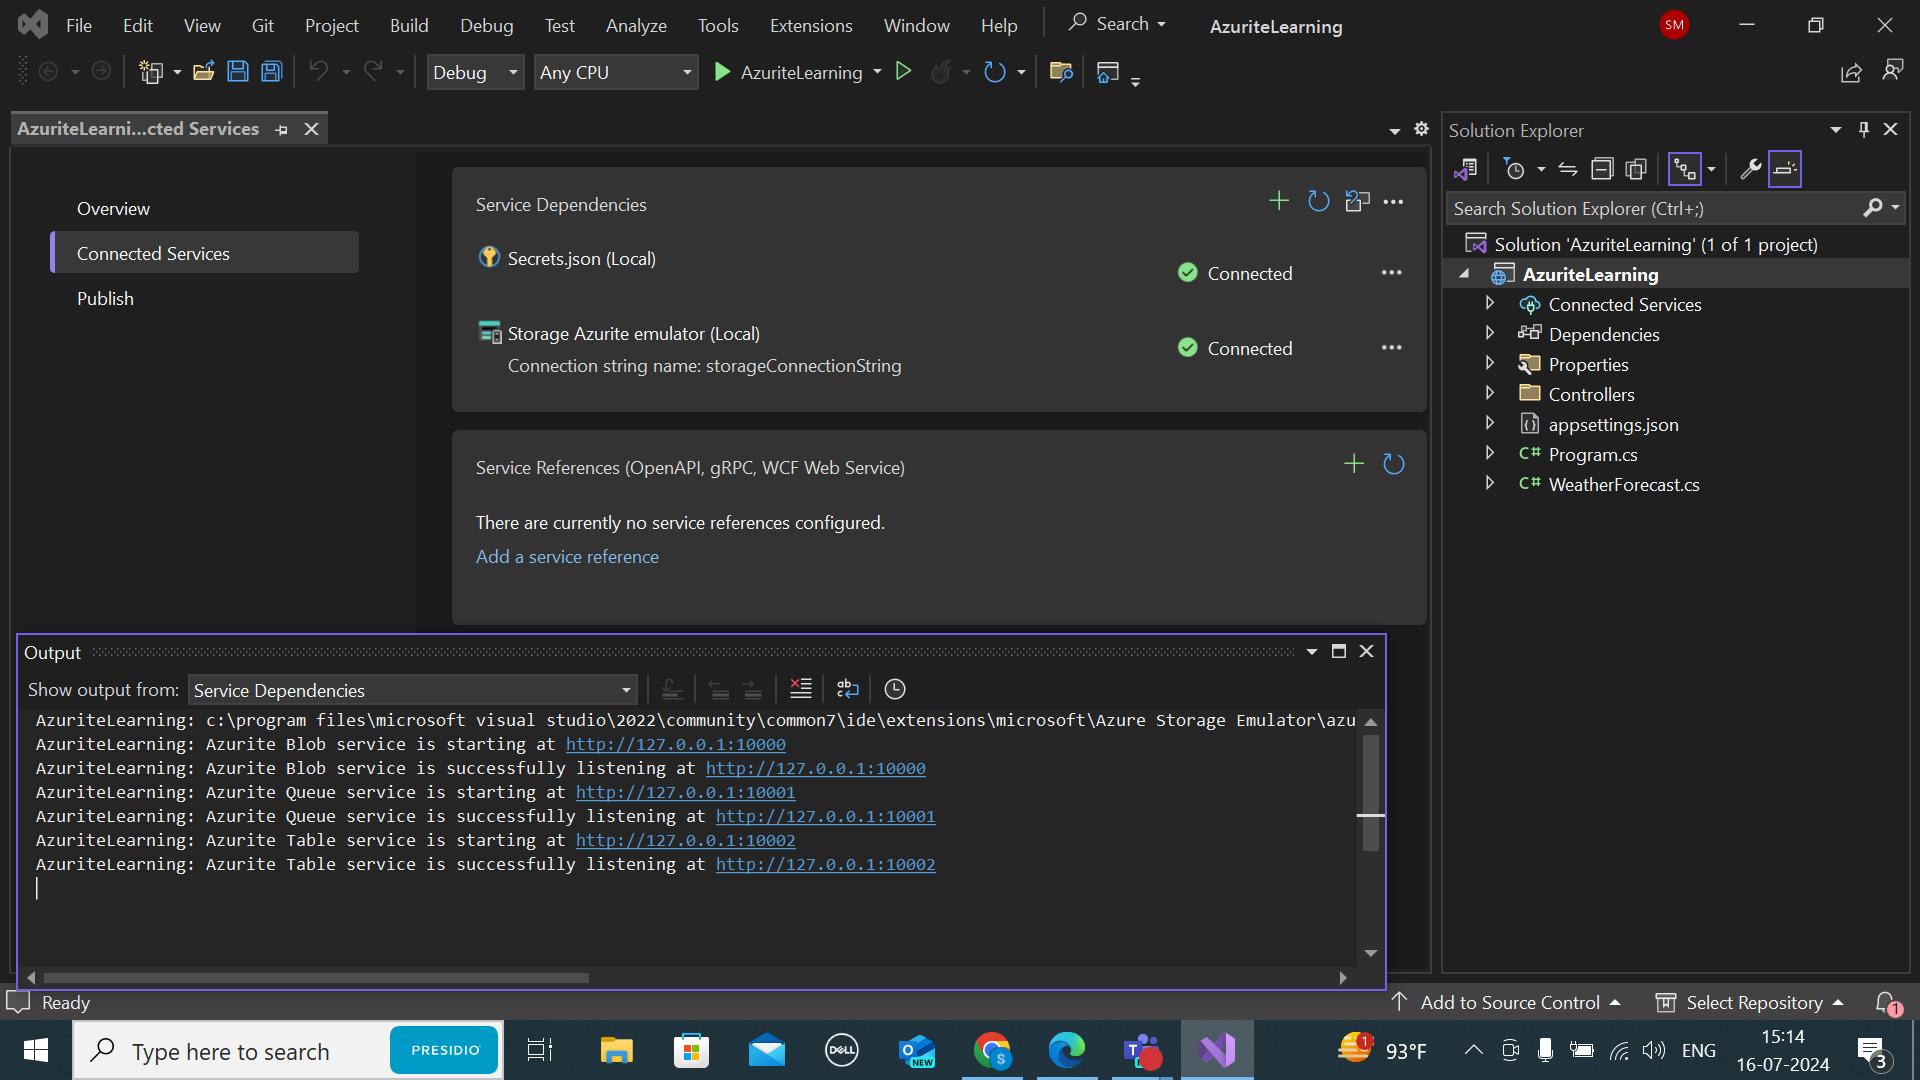 File Edit View Git Project Build Debug Test Analyze Tools Extensions Window Help Search AzuriteLearning SM
Debug Any CPU AzuriteLearning
AzuriteLearni...cted Services
Overview
Connected Services
Publish
Service Dependencies
Secrets.json (Local)
Connected
Storage Azurite emulator (Local)
Connection string name: storageConnectionString
Connected
Service References (OpenAPI, gRPC, WCF Web Service)
There are currently no service references configured.
Add a service reference
Solution Explorer
Search Solution Explorer (Ctrl+;)
Solution 'AzuriteLearning' (1 of 1 project)
AzuriteLearning
Connected Services
Dependencies
Properties
Controllers
appsettings.json
C# Program.cs
C# WeatherForecast.cs
Output
Show output from: Service Dependencies
AzuriteLearning: c:\program files\microsoft visual studio\2022\community\common7\ide\extensions\microsoft\Azure Storage Emulator\azu
AzuriteLearning: Azurite Blob service is starting at http://127.0.0.1:10000
AzuriteLearning: Azurite Blob service is successfully listening at http://127.0.0.1:10000
AzuriteLearning: Azurite Queue service is starting at http://127.0.0.1:10001
AzuriteLearning: Azurite Queue service is successfully listening at http://127.0.0.1:10001
AzuriteLearning: Azurite Table service is starting at http://127.0.0.1:10002
AzuriteLearning: Azurite Table service is successfully listening at http://127.0.0.1:10002
Ready
Add to Source Control Select Repository 1
Type here to search PRESIDIO
DELL
NEW
S
1 93°F
ENG
15:14
16-07-2024
3